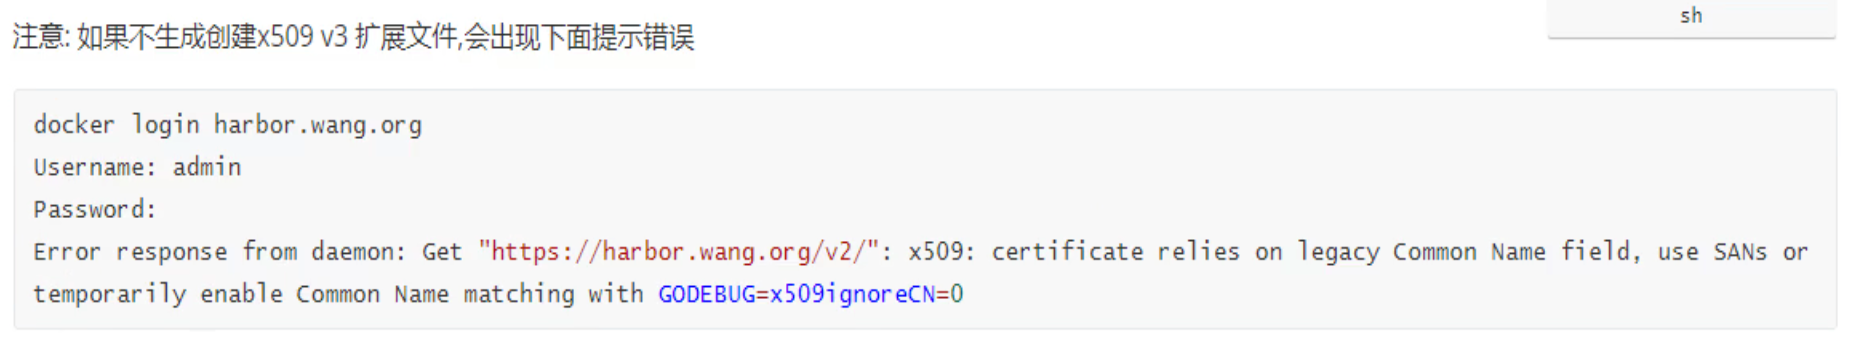 sh
注意: 如果不生成创建x509 v3 扩展文件,会出现下面提示错误
docker login harbor.wang.org
Username: admin
Password:
Error response from daemon: Get "https://harbor.wang.org/v2/": x509: certificate relies on legacy Common Name field, use SANs or
temporarily enable Common Name matching with GODEBUG=x509ignoreCN=0